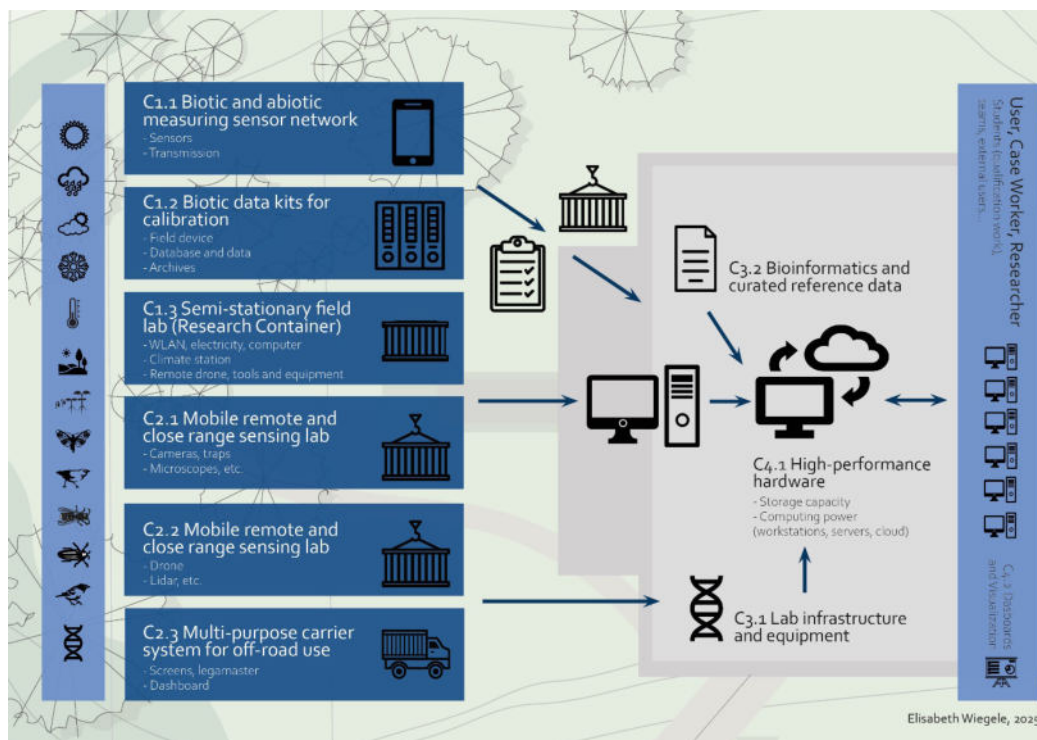 C1.1 Biotic and abiotic
measuring sensor network
- Sensors
- Transmission
C1.2 Biotic data kits for
calibration
- Field device
- Database and data
- Archives
C1.3 Semi-stationary field
lab (Research Container)
- WLAN, electricity, computer
- Climate station
- Remote drone, tools and equipment
C2.1 Mobile remote and
close range sensing lab
- Cameras, traps
- Microscopes, etc.
C2.2 Mobile remote and
close range sensing lab
- Drone
- Lidar, etc.
C2.3 Multi-purpose carrier
system for off-road use
- Screens, legamaster
- Dashboard
C3.2 Bioinformatics and
curated reference data
C4.1 High-performance
hardware
- Storage capacity
- Computing power
(workstations, servers, cloud)
C3.1 Lab infrastructure
and equipment
User, Case Worker, Researcher
Students (qualification work),
teams, external users...
C4.2 Dasboards
and Visualization
Elisabeth Wiegele, 2025